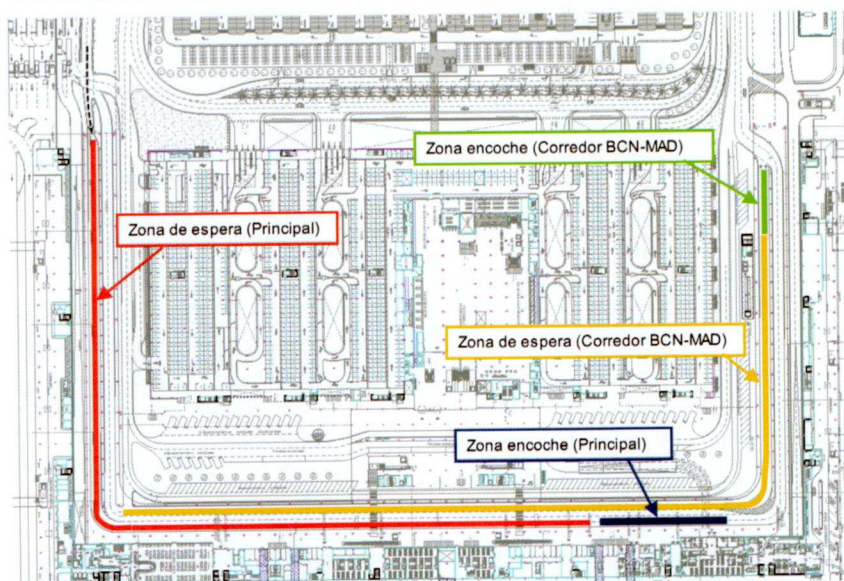 Zona encoche (Corredor BCN-MAD)
Zona de espera (Principal)
Zona de espera (Corredor BCN-MAD)
Zona encoche (Principal)